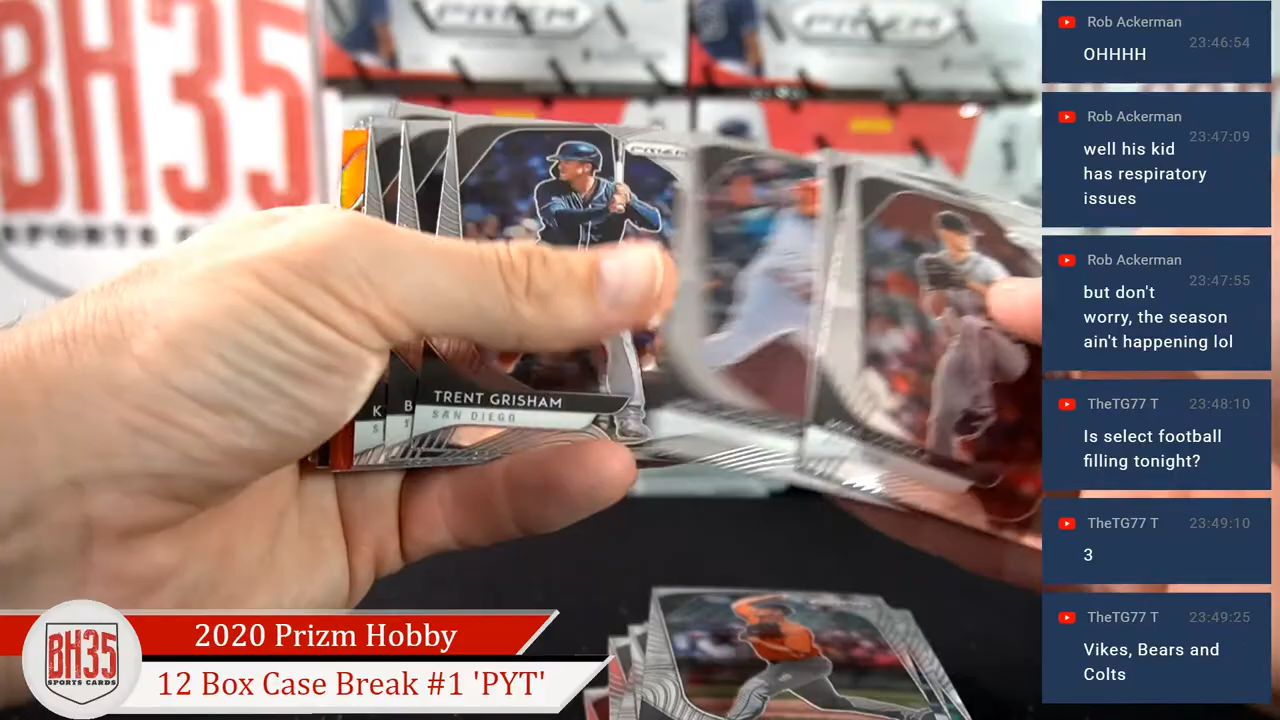 BH35
SPORTS C
PRIZM
PRIZM
PRIZM
K
S
B
T
TRENT GRISHAM
SAN DIEGO
Rob Ackerman
23:46:54
OHHHH
Rob Ackerman
23:47:09
well his kid
has respiratory
issues
Rob Ackerman
23:47:55
but don't
worry, the season
ain't happening lol
TheTG77 T
23:48:10
Is select football
filling tonight?
TheTG77 T
23:49:10
3
TheTG77 T
23:49:25
Vikes, Bears and
Colts
BH35
SPORTS CARDS
2020 Prizm Hobby
12 Box Case Break #1 'PYT'